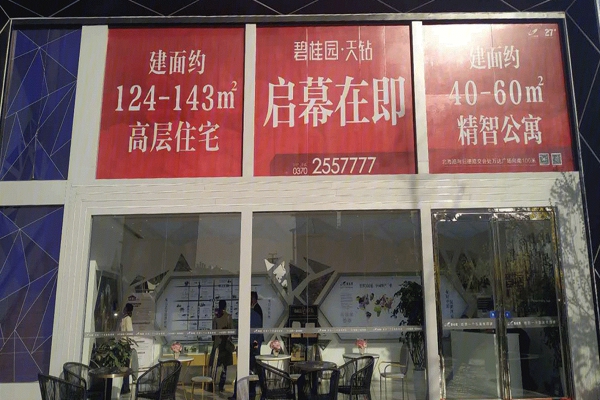 建面约
124-143㎡
高层住宅
碧桂园·天钻
启幕在即
0370 2557777
27°
建面约
40-60㎡
精智公寓